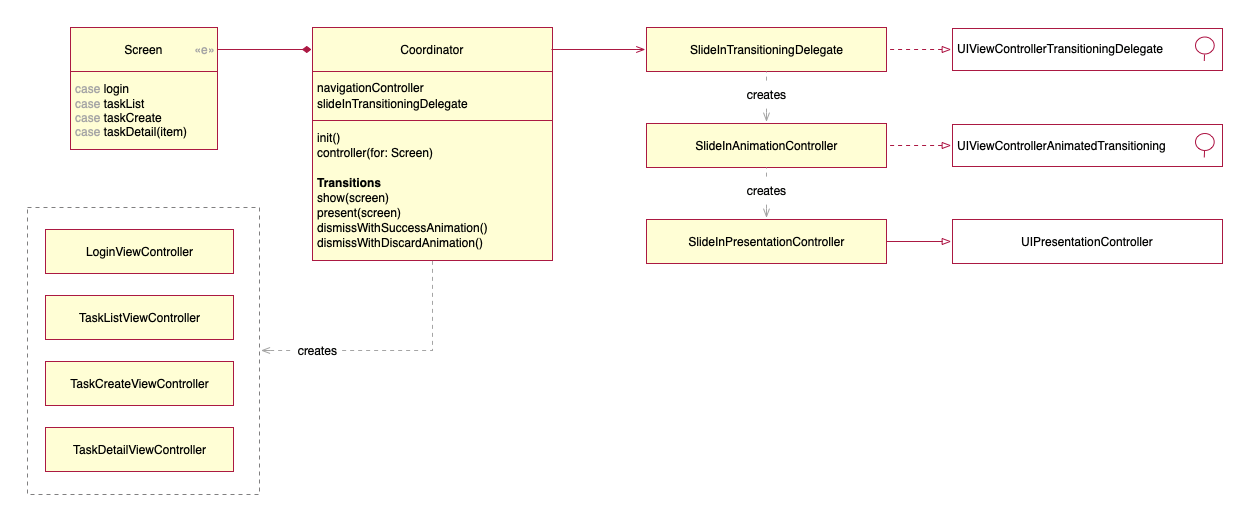 Screen «e»
case login
case taskList
case taskCreate
case taskDetail(item)
Coordinator
navigationController
slideInTransitioningDelegate
init()
controller(for: Screen)
Transitions
show(screen)
present(screen)
dismissWithSuccessAnimation()
dismissWithDiscardAnimation()
SlideInTransitioningDelegate
UIViewControllerTransitioningDelegate
creates
SlideInAnimationController
UIViewControllerAnimatedTransitioning
creates
SlideInPresentationController
UIPresentationController
creates
LoginViewController
TaskListViewController
TaskCreateViewController
TaskDetailViewController